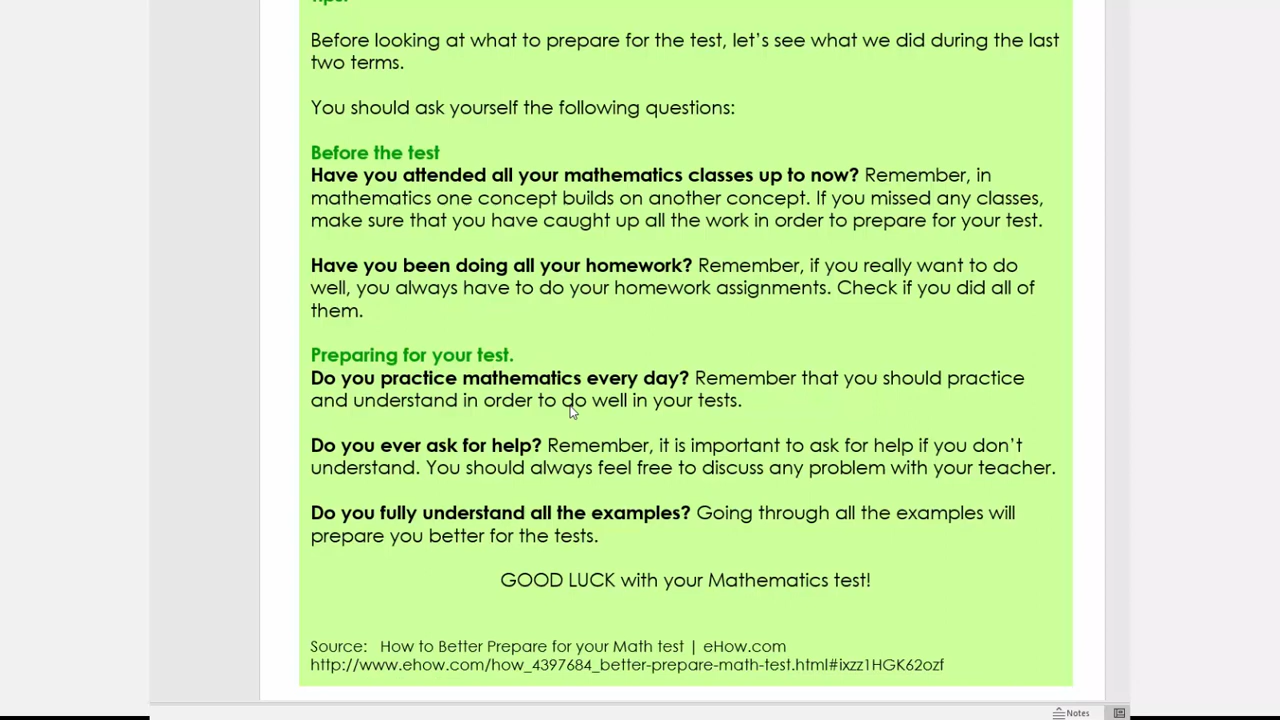 Before looking at what to prepare for the test, let’s see what we did during the last
two terms.
You should ask yourself the following questions:
Before the test
Have you attended all your mathematics classes up to now? Remember, in
mathematics one concept builds on another concept. If you missed any classes,
make sure that you have caught up all the work in order to prepare for your test.
Have you been doing all your homework? Remember, if you really want to do
well, you always have to do your homework assignments. Check if you did all of
them.
Preparing for your test.
Do you practice mathematics every day? Remember that you should practice
and understand in order to do well in your tests.
Do you ever ask for help? Remember, it is important to ask for help if you don’t
understand. You should always feel free to discuss any problem with your teacher.
Do you fully understand all the examples? Going through all the examples will
prepare you better for the tests.
GOOD LUCK with your Mathematics test!
Source: How to Better Prepare for your Math test | eHow.com
http://www.ehow.com/how_4397684_better-prepare-math-test.html#ixzz1HGK62ozf
Notes